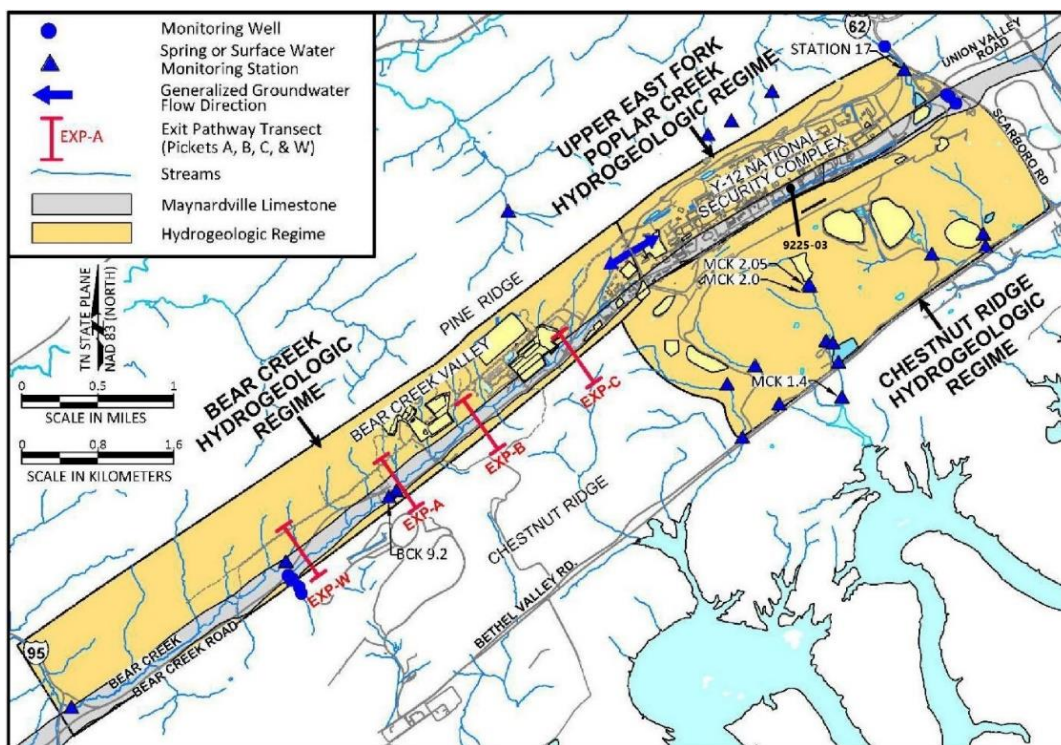 Monitoring Well
Spring or Surface Water
Monitoring Station
Generalized Groundwater
Flow Direction
EXP-A
Exit Pathway Transect
(Pickets A, B, C, & W)
Streams
Maynardville Limestone
Hydrogeologic Regime
TN STATE PLANE
NAD 83 (NORTH)
0 0.5 1
SCALE IN MILES
0 0.8 1.6
SCALE IN KILOMETERS
62
STATION 17
UNION VALLEY
ROAD
SCARBORO RD
UPPER EAST FORK
POPLAR CREEK
HYDROGEOLOGIC REGIME
Y-12 NATIONAL
SECURITY COMPLEX
9225-03
MCK 2.05
MCK 2.0
MCK 1.4
CHESTNUT RIDGE
HYDROGEOLOGIC
REGIME
PINE RIDGE
BEAR CREEK
HYDROGEOLOGIC
REGIME
BEAR CREEK VALLEY
EXP-C
EXP-B
EXP-A
EXP-W
BCK 9.2
CHESTNUT RIDGE
BETHEL VALLEY RD.
BEAR CREEK
BEAR CREEK ROAD
95